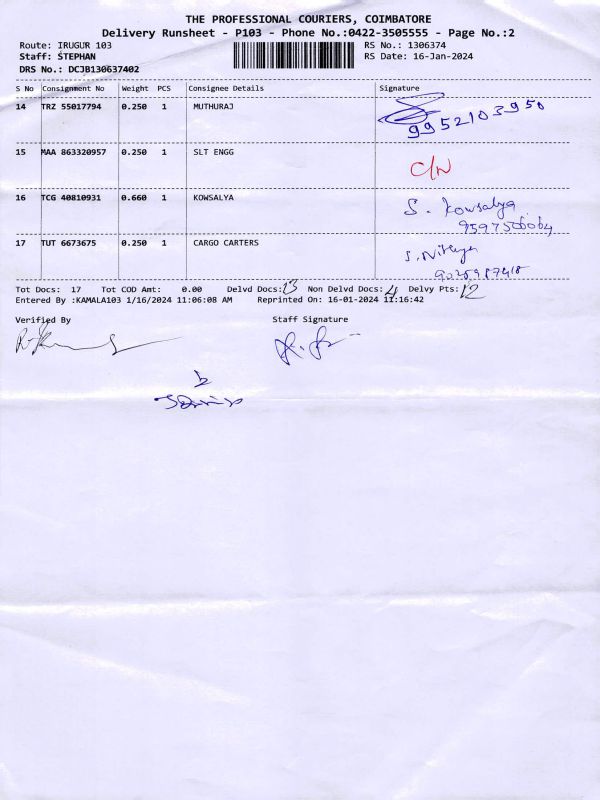 THE PROFESSIONAL COURIERS, COIMBATORE
Delivery Runsheet - P103 - Phone No.:0422-3505555 - Page No.:2
Route: IRUGUR 103 RS No.: 1306374
Staff: STEPHAN RS Date: 16-Jan-2024
DRS No.: DCJB130637402
S No Consignment No Weight PCS Consignee Details Signature
14 TRZ 55017794 0.250 1 MUTHURAJ 9952103950
15 MAA 863320957 0.250 1 SLT ENGG C/N
16 TCG 40810931 0.660 1 KOWSALYA S. Kowsalya
17 TUT 6673675 0.250 1 CARGO CARTERS S. Nithya
Tot Docs: 17 Tot COD Amt: 0.00 Delvd Docs: 13 Non Delvd Docs: 4 Delvy Pts: 12
Entered By :KAMALA103 1/16/2024 11:06:08 AM Reprinted On: 16-01-2024 11:16:42
Verified By Staff Signature